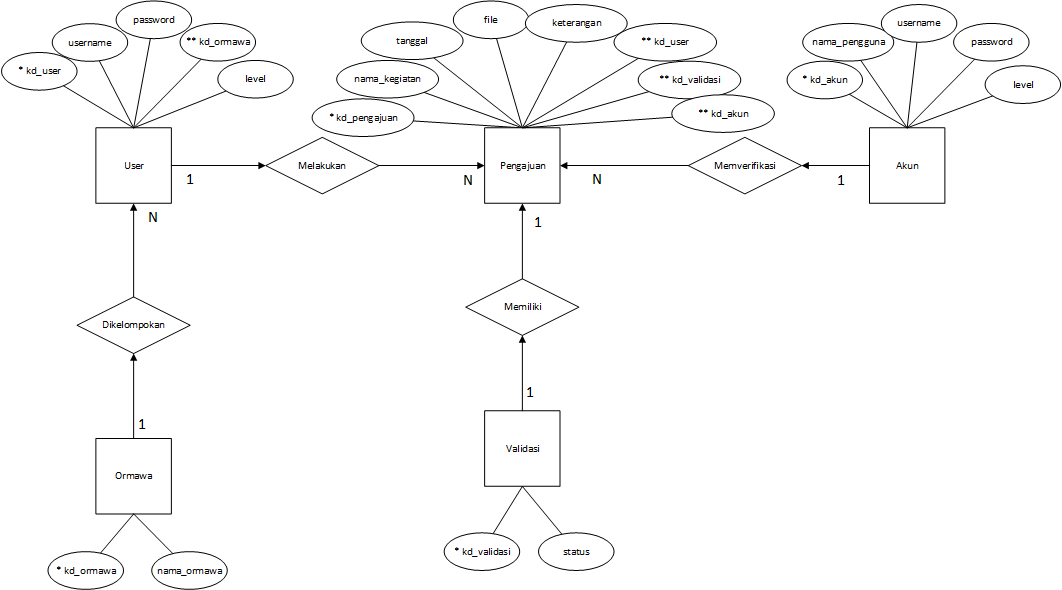 password
username
** kd_ormawa
* kd_user
level
file
keterangan
tanggal
** kd_user
nama_kegiatan
** kd_validasi
* kd_pengajuan
** kd_akun
username
nama_pengguna
password
* kd_akun
level
User
1
Melakukan
N
Pengajuan
N
Memverifikasi
1
Akun
N
1
Dikelompokan
Memiliki
1
1
Ormawa
Validasi
* kd_ormawa
nama_ormawa
* kd_validasi
status